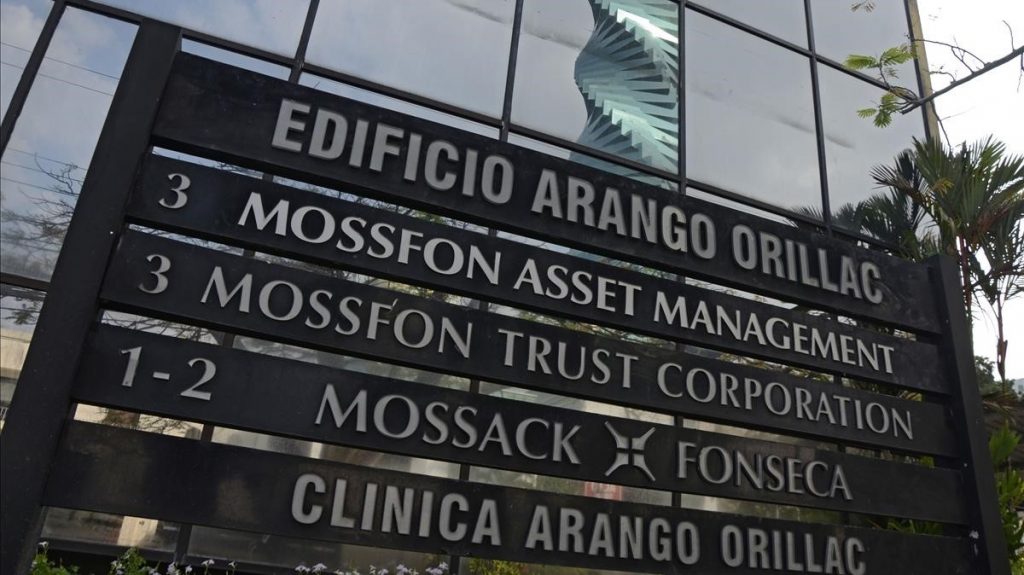 EDIFICIO ARANGO ORILLAC
3 MOSSFON ASSET MANAGEMENT
3 MOSSFON TRUST CORPORATION
1-2 MOSSACK FONSECA
CLINICA ARANGO ORILLAC